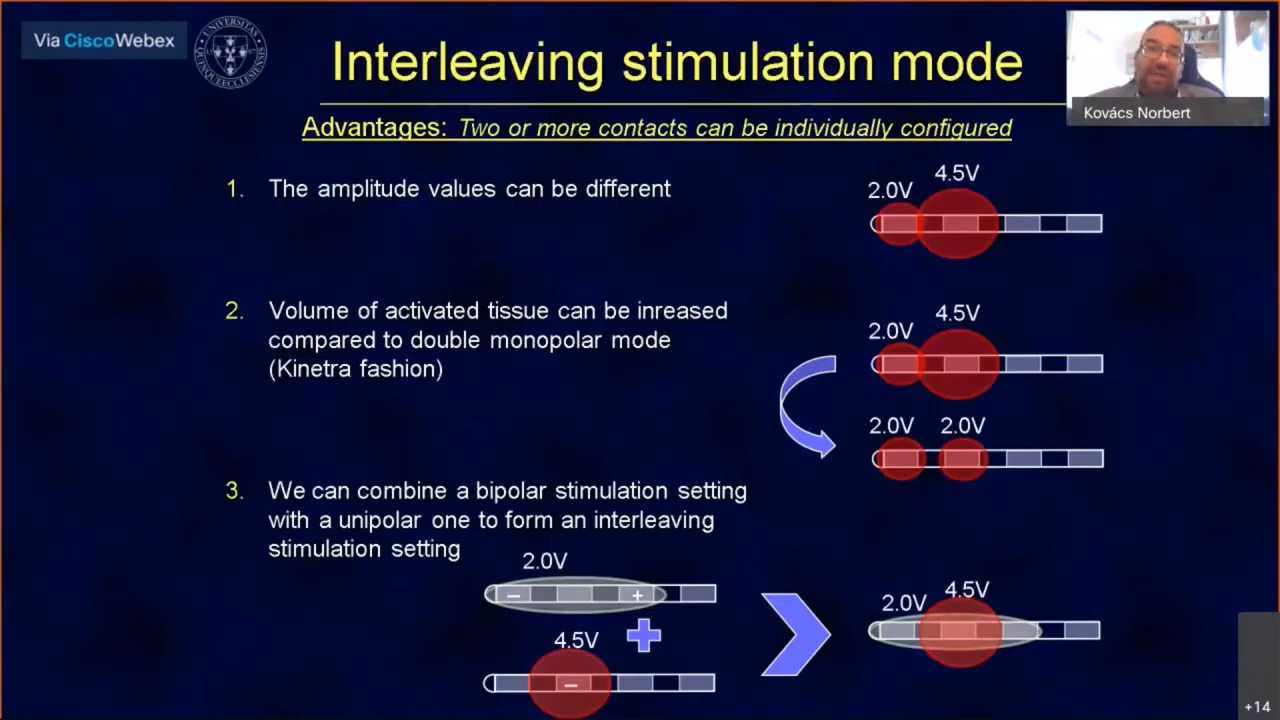 Via CiscoWebex
UNIVERSITAS QUINQUEECCLESIENSIS
Interleaving stimulation mode
Kovács Norbert
Advantages: Two or more contacts can be individually configured
1. The amplitude values can be different
2.0V
4.5V
2. Volume of activated tissue can be inreased
compared to double monopolar mode
(Kinetra fashion)
2.0V
4.5V
2.0V
2.0V
3. We can combine a bipolar stimulation setting
with a unipolar one to form an interleaving
stimulation setting
2.0V
– +
4.5V
–
2.0V
4.5V
+14